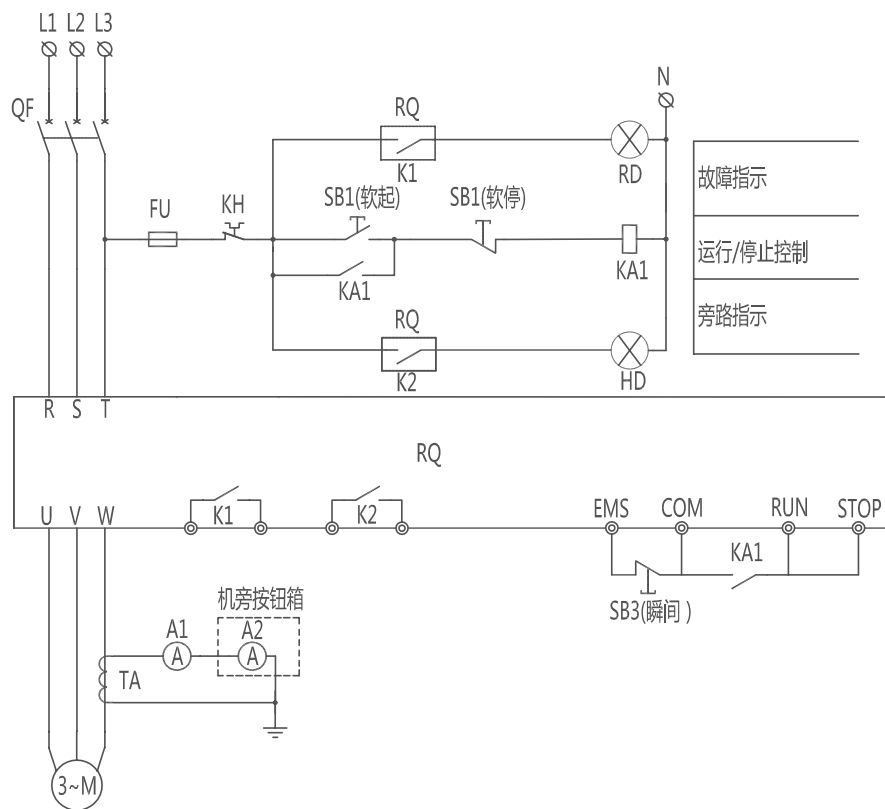 L1 L2 L3
N
QF
RQ
K1
RD
故障指示
SB1(软起)
SB1(软停)
FU
KH
KA1
运行/停止控制
KA1
旁路指示
RQ
K2
HD
R S T
RQ
K1
K2
EMS
COM
RUN
STOP
U V W
KA1
SB3(瞬间 )
机旁按钮箱
A1
A2
A
A
TA
3~M